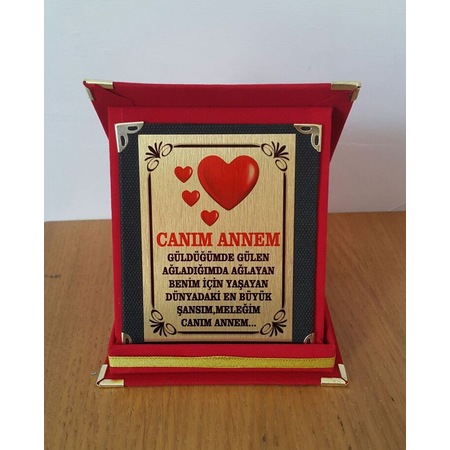 CANIM ANNEM
GÜLDÜĞÜMDE GÜLEN
AĞLADIĞIMDA AĞLAYAN
BENİM İÇİN YAŞAYAN
DÜNYADAKİ EN BÜYÜK
ŞANSIM,MELEĞİM
CANIM ANNEM...